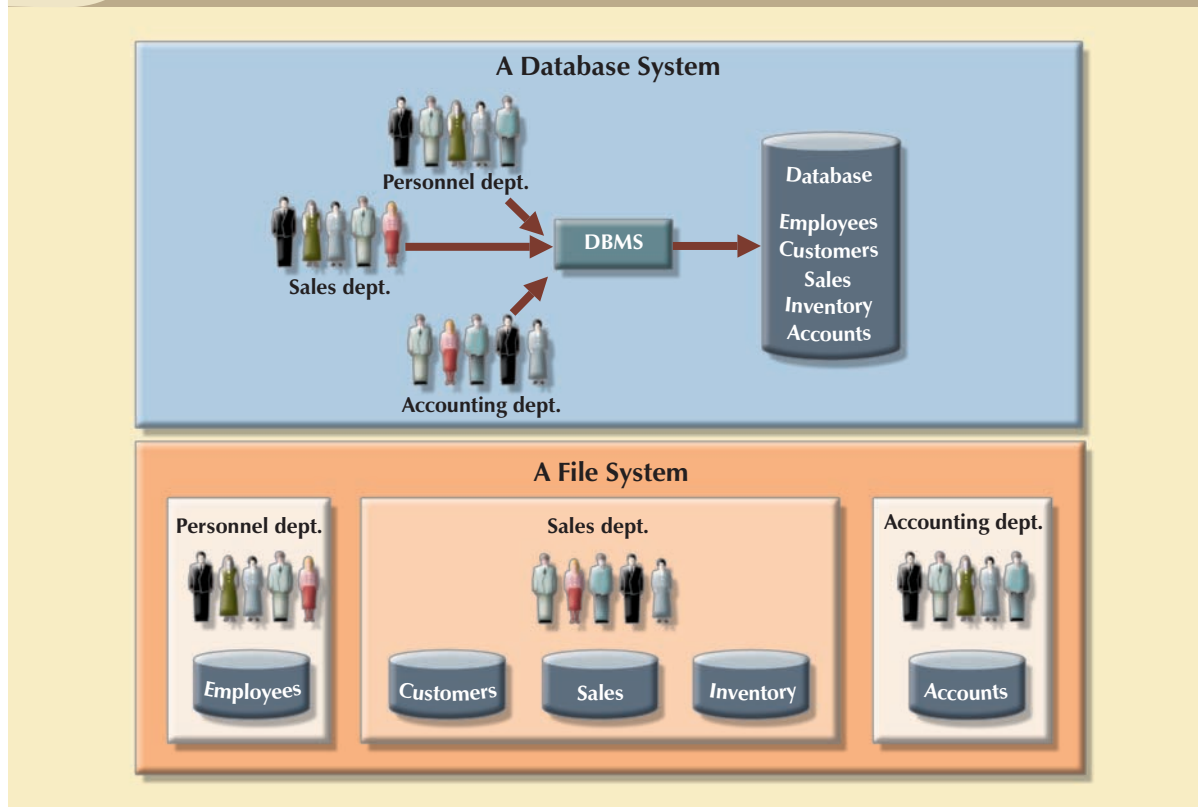 A Database System
Personnel dept.
Sales dept.
Accounting dept.
DBMS
Database
Employees
Customers
Sales
Inventory
Accounts
A File System
Personnel dept.
Employees
Sales dept.
Customers
Sales
Inventory
Accounting dept.
Accounts